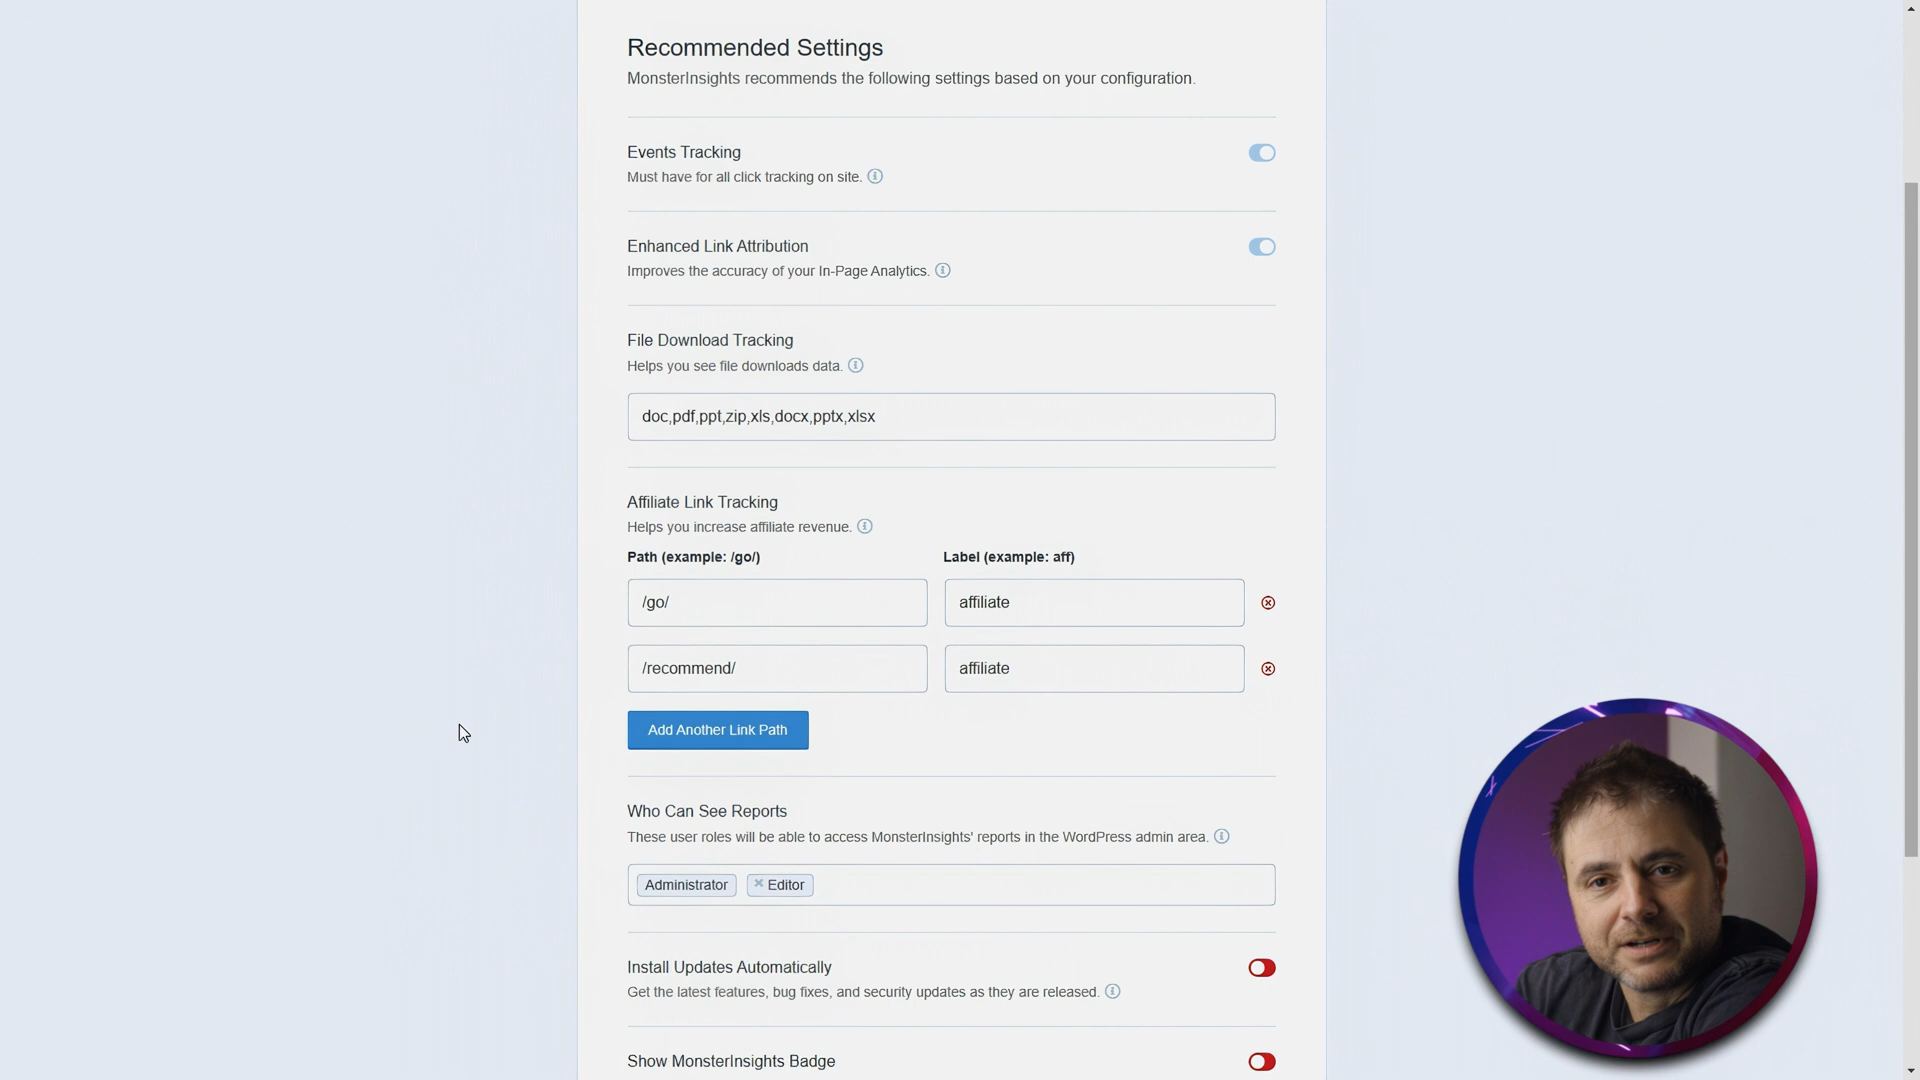 Recommended Settings
MonsterInsights recommends the following settings based on your configuration.
Events Tracking
Must have for all click tracking on site.
Enhanced Link Attribution
Improves the accuracy of your In-Page Analytics.
File Download Tracking
Helps you see file downloads data.
doc,pdf,ppt,zip,xls,docx,pptx,xlsx
Affiliate Link Tracking
Helps you increase affiliate revenue.
Path (example: /go/) Label (example: aff)
/go/ affiliate
/recommend/ affiliate
Add Another Link Path
Who Can See Reports
These user roles will be able to access MonsterInsights' reports in the WordPress admin area.
Administrator Editor
Install Updates Automatically
Get the latest features, bug fixes, and security updates as they are released.
Show MonsterInsights Badge